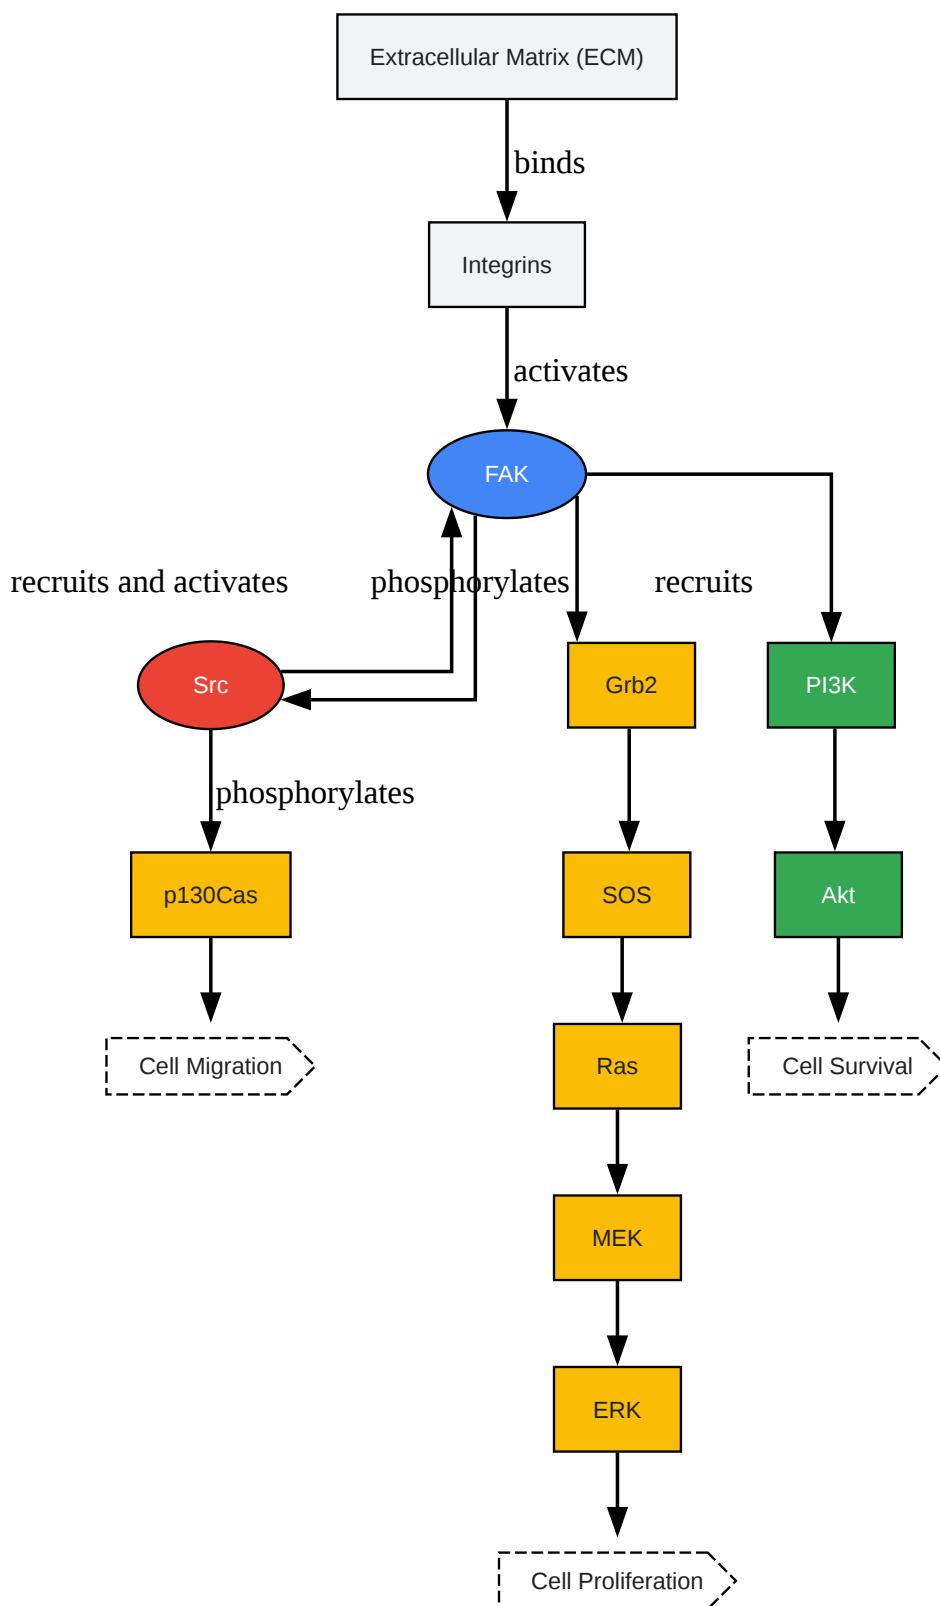 Extracellular Matrix (ECM)
binds
Integrins
activates
FAK
recruits and activates
phosphorylates
recruits
Src
Grb2
PI3K
phosphorylates
p130Cas
SOS
Akt
Cell Migration
Ras
Cell Survival
MEK
ERK
Cell Proliferation